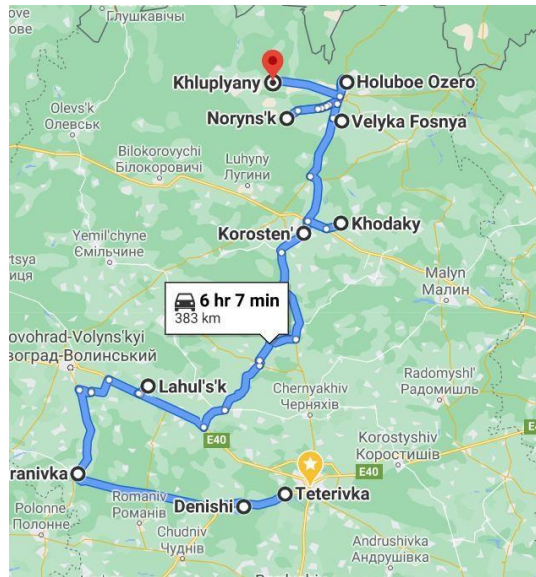 ove
Глушкавічы
Khluplyany
Holuboe Ozero
Olevs'k
Олевськ
Noryns'k
Velyka Fosnya
Bilokorovychi
Білокоровичі
Luhyny
Лугини
Khodaky
Korosten'
Yemil'chyne
Ємільчине
Malyn
Малин
6 hr 7 min
383 km
ovohrad-Volyns'kyi
воград-Волинський
Lahul's'k
Chernyakhiv
Черняхів
Radomyshl'
Радомишль
E40
Korostyshiv
Коростишів
E40
ranivka
Polonne
Полонне
Romaniv
Романів
Denishi
Teterivka
Chudniv
Чуднів
Andrushivka
Андрушівка